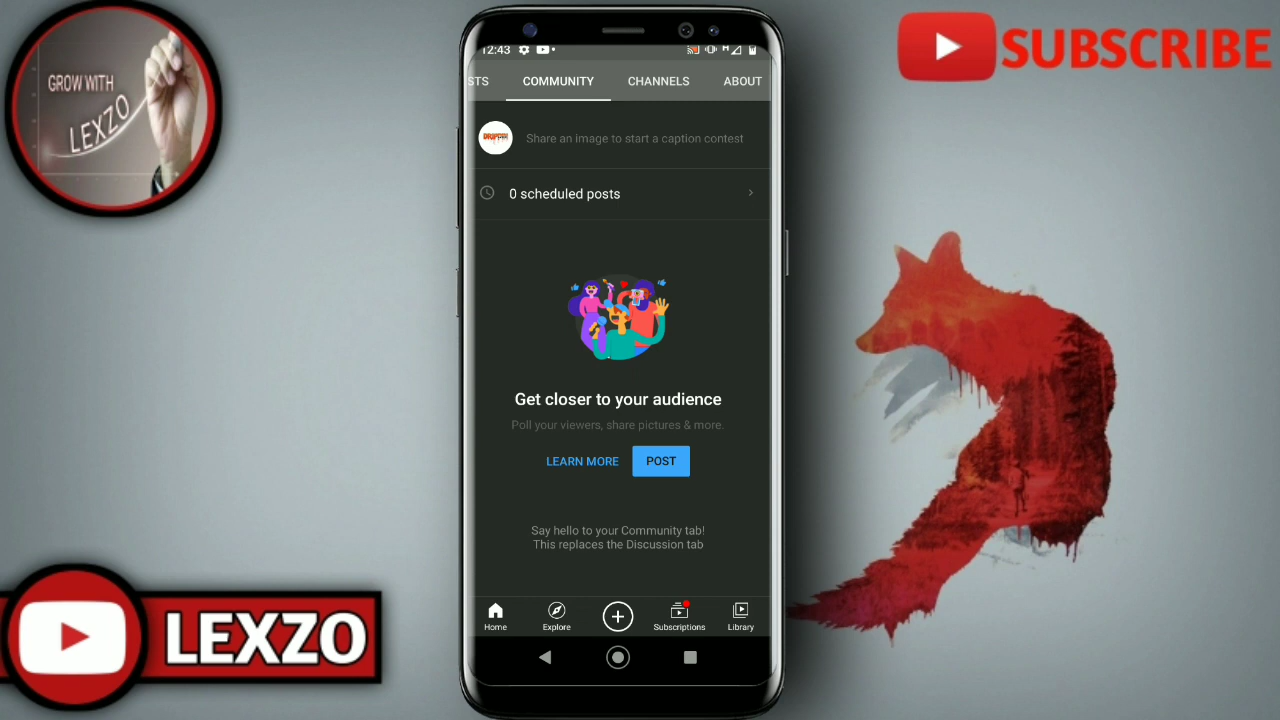 GROW WITH
LEXZO
SUBSCRIBE
12:43
STS
COMMUNITY
CHANNELS
ABOUT
Share an image to start a caption contest
0 scheduled posts
Get closer to your audience
Poll your viewers, share pictures & more.
LEARN MORE
POST
Say hello to your Community tab!
This replaces the Discussion tab
Home
Explore
Subscriptions
Library
LEXZO